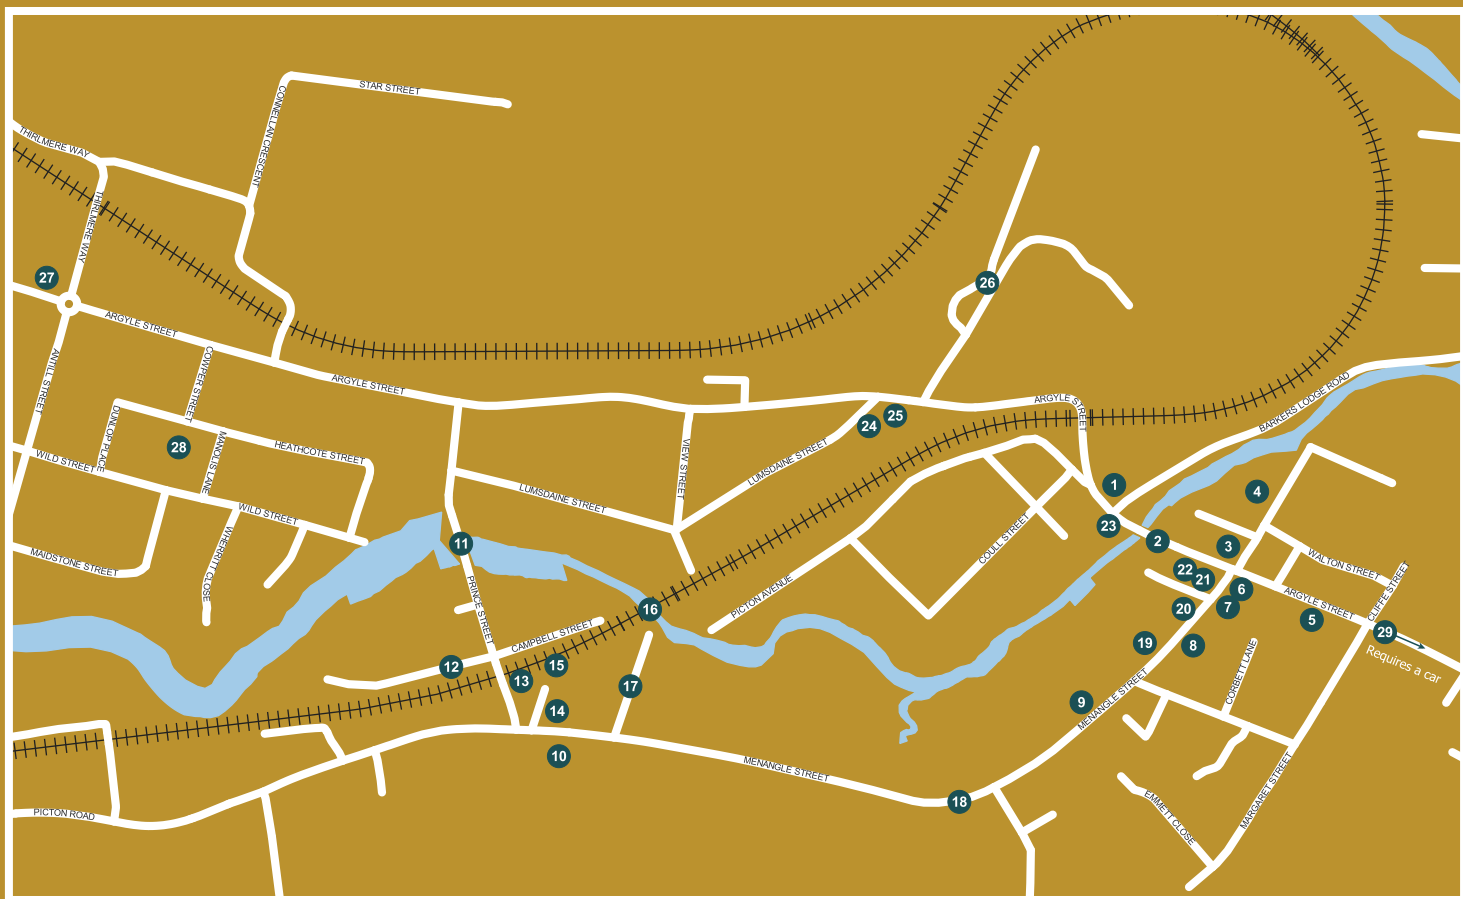 STAR STREET
CONNELLAN CRESCENT
THIRLMERE WAY
THIRLMERE WAY
27
26
ARGYLE STREET
COWPER STREET
ANTILL STREET
ARGYLE STREET
ARGYLE STREET
BARKERS LODGE ROAD
25
24
DUNLOP PLACE
28
MANOLIS LANE
HEATHCOTE STREET
WILD STREET
VIEW STREET
LUMSDAINE STREET
LUMSDAINE STREET
1
4
WILD STREET
23
COULL STREET
2
3
WALTON STREET
11
MAIDSTONE STREET
WHERRITT CLOSE
22
21
6
CLIFFE STREET
PRINCE STREET
PICTON AVENUE
16
20
7
ARGYLE STREET
5
29
Requires a car
CAMPBELL STREET
19
8
12
15
13
17
CORBETT LANE
9
MENANGLE STREET
14
10
MENANGLE STREET
MARGARET STREET
18
EMMETT CLOSE
PICTON ROAD